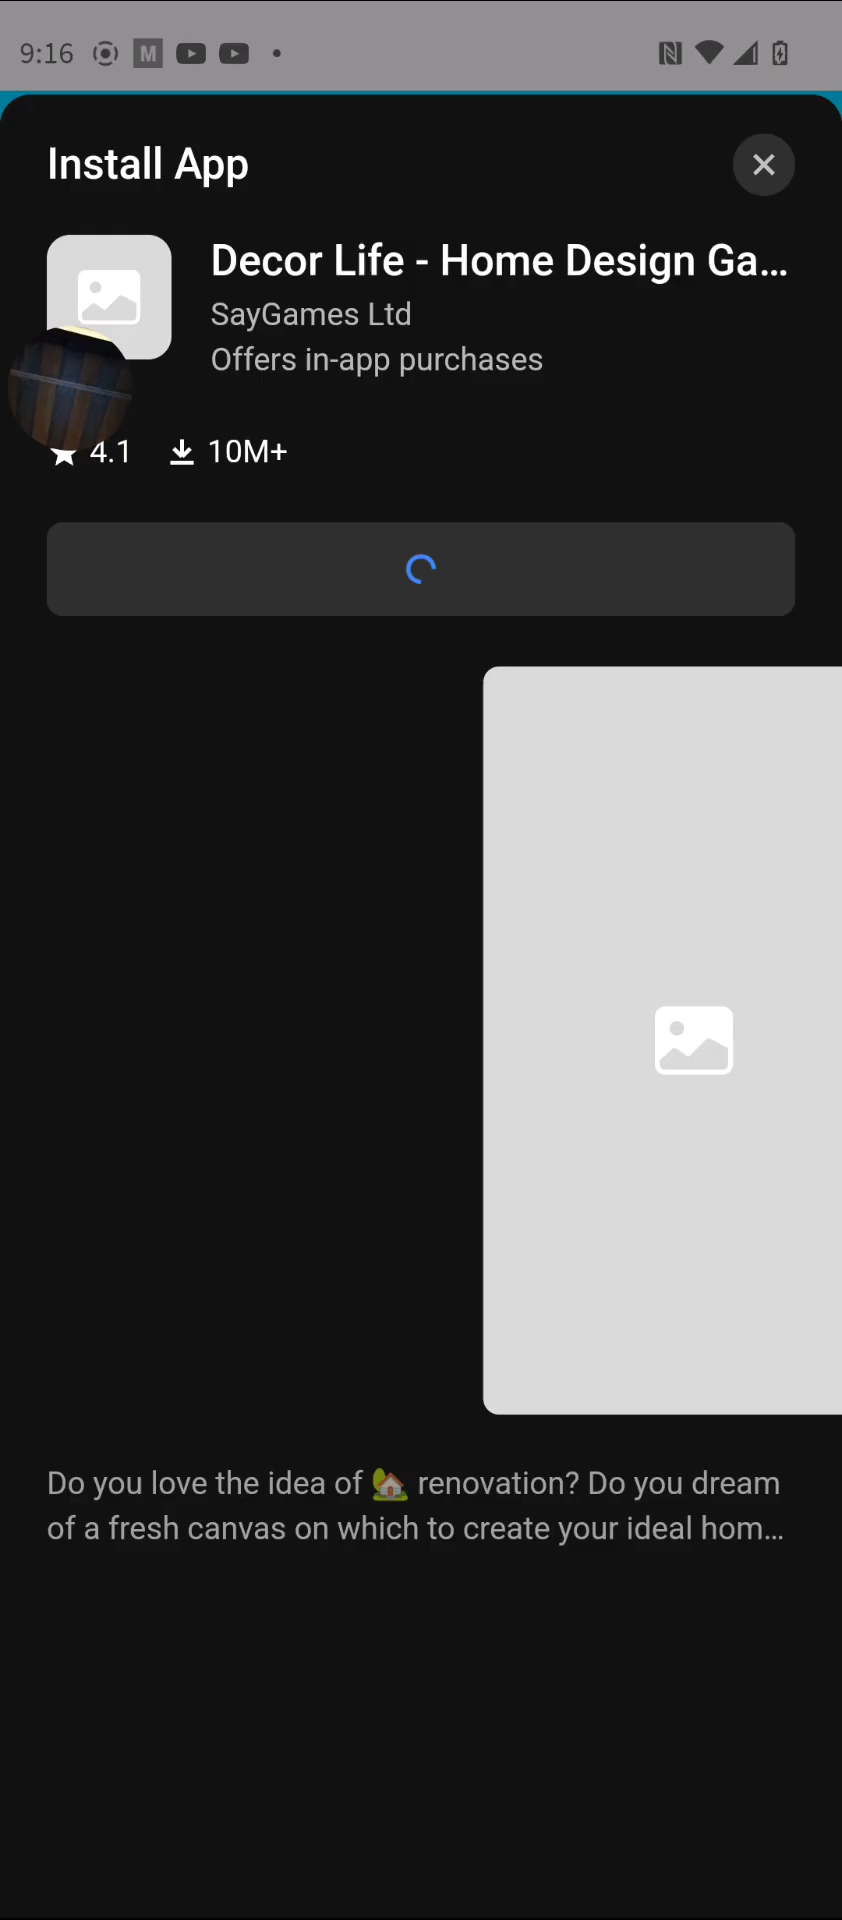 9:16
M
Install App
Decor Life - Home Design Ga...
SayGames Ltd
Offers in-app purchases
4.1
10M+
Do you love the idea of 🏡 renovation? Do you dream
of a fresh canvas on which to create your ideal hom...